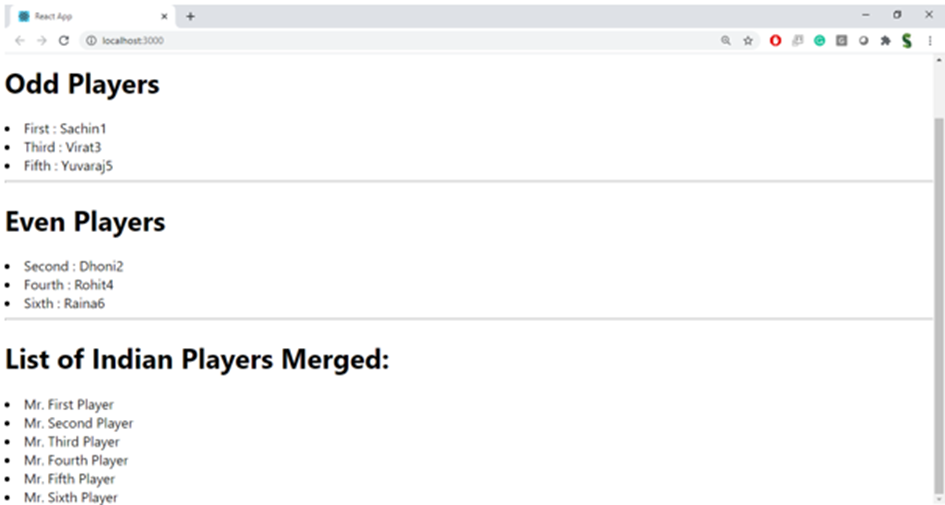 React App
localhost:3000
Odd Players
First : Sachin1
Third : Virat3
Fifth : Yuvaraj5
Even Players
Second : Dhoni2
Fourth : Rohit4
Sixth : Raina6
List of Indian Players Merged:
Mr. First Player
Mr. Second Player
Mr. Third Player
Mr. Fourth Player
Mr. Fifth Player
Mr. Sixth Player